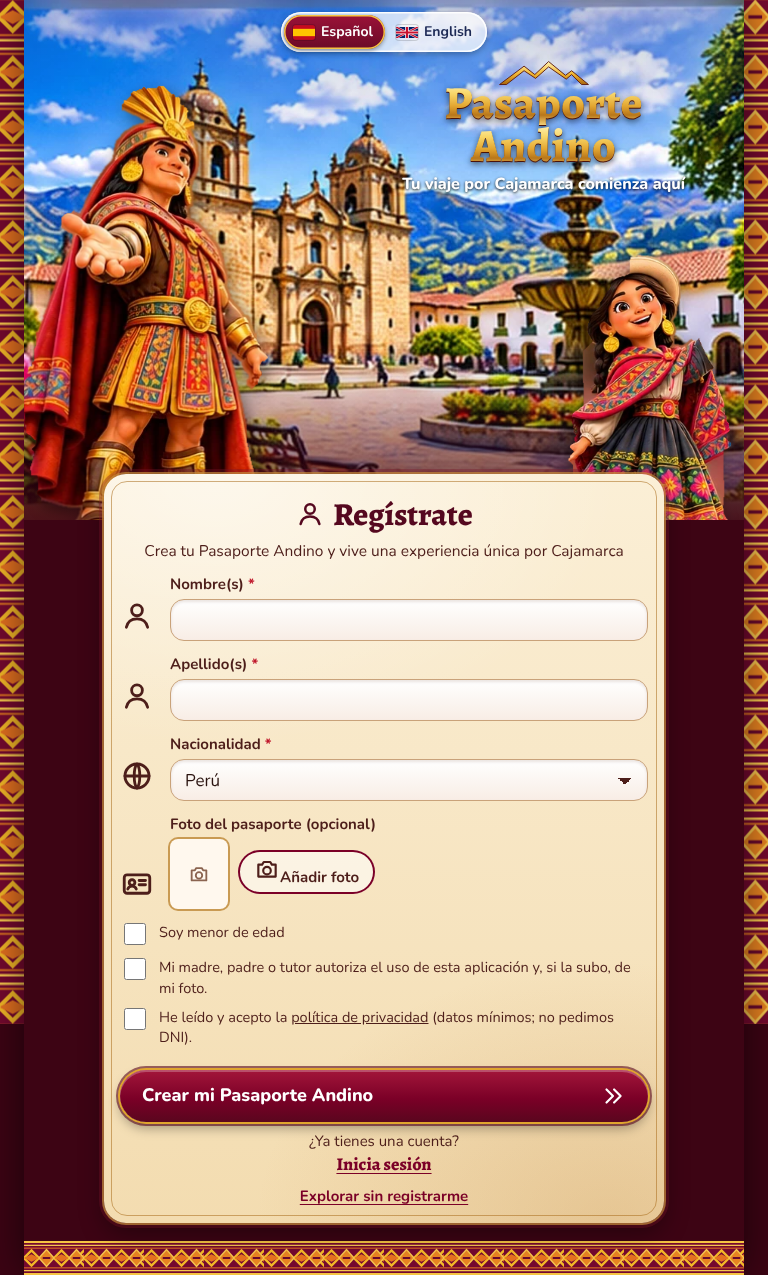 Español English
Pasaporte
Andino
Tu viaje por Cajamarca comienza aquí
Regístrate
Crea tu Pasaporte Andino y vive una experiencia única por Cajamarca
Nombre(s) *
Apellido(s) *
Nacionalidad *
Perú
Foto del pasaporte (opcional)
Añadir foto
Soy menor de edad
Mi madre, padre o tutor autoriza el uso de esta aplicación y, si la subo, de
mi foto.
He leído y acepto la política de privacidad (datos mínimos; no pedimos
DNI).
Crear mi Pasaporte Andino
¿Ya tienes una cuenta?
Inicia sesión
Explorar sin registrarme